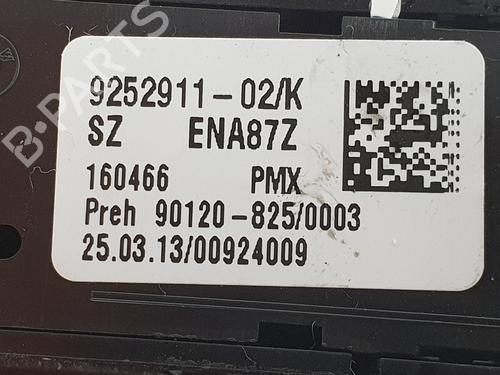 B-PARTS
9252911-02/K
SZ ENA87Z
160466 PMX
Preh 90120-825/0003
25.03.13/00924009